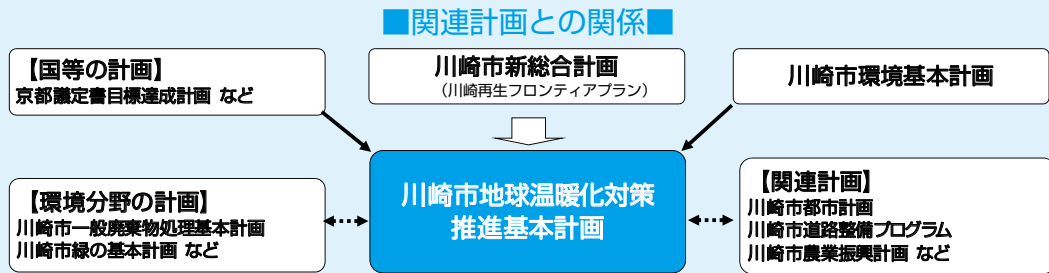 ■関連計画との関係■
【国等の計画】
京都議定書目標達成計画 など
川崎市新総合計画
（川崎再生フロンティアプラン）
川崎市環境基本計画
【環境分野の計画】
川崎市一般廃棄物処理基本計画
川崎市緑の基本計画 など
川崎市地球温暖化対策
推進基本計画
【関連計画】
川崎市都市計画
川崎市道路整備プログラム
川崎市農業振興計画 など